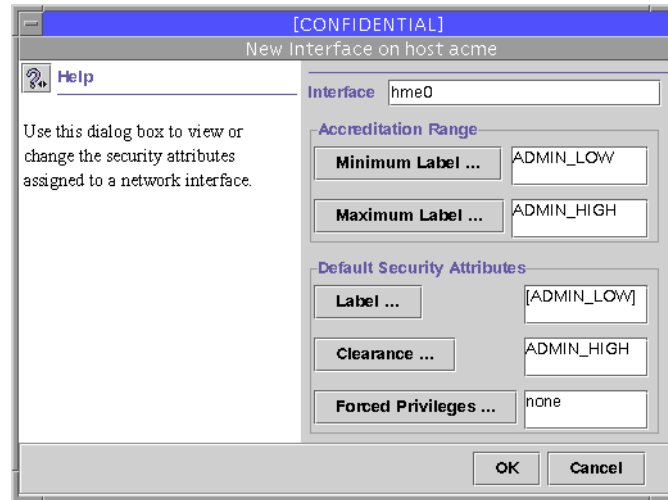 [CONFIDENTIAL]
New Interface on host acme
Help
Use this dialog box to view or
change the security attributes
assigned to a network interface.
Interface hme0
Accreditation Range
Minimum Label ... ADMIN_LOW
Maximum Label ... ADMIN_HIGH
Default Security Attributes
Label ... [ADMIN_LOW]
Clearance ... ADMIN_HIGH
Forced Privileges ... none
OK Cancel